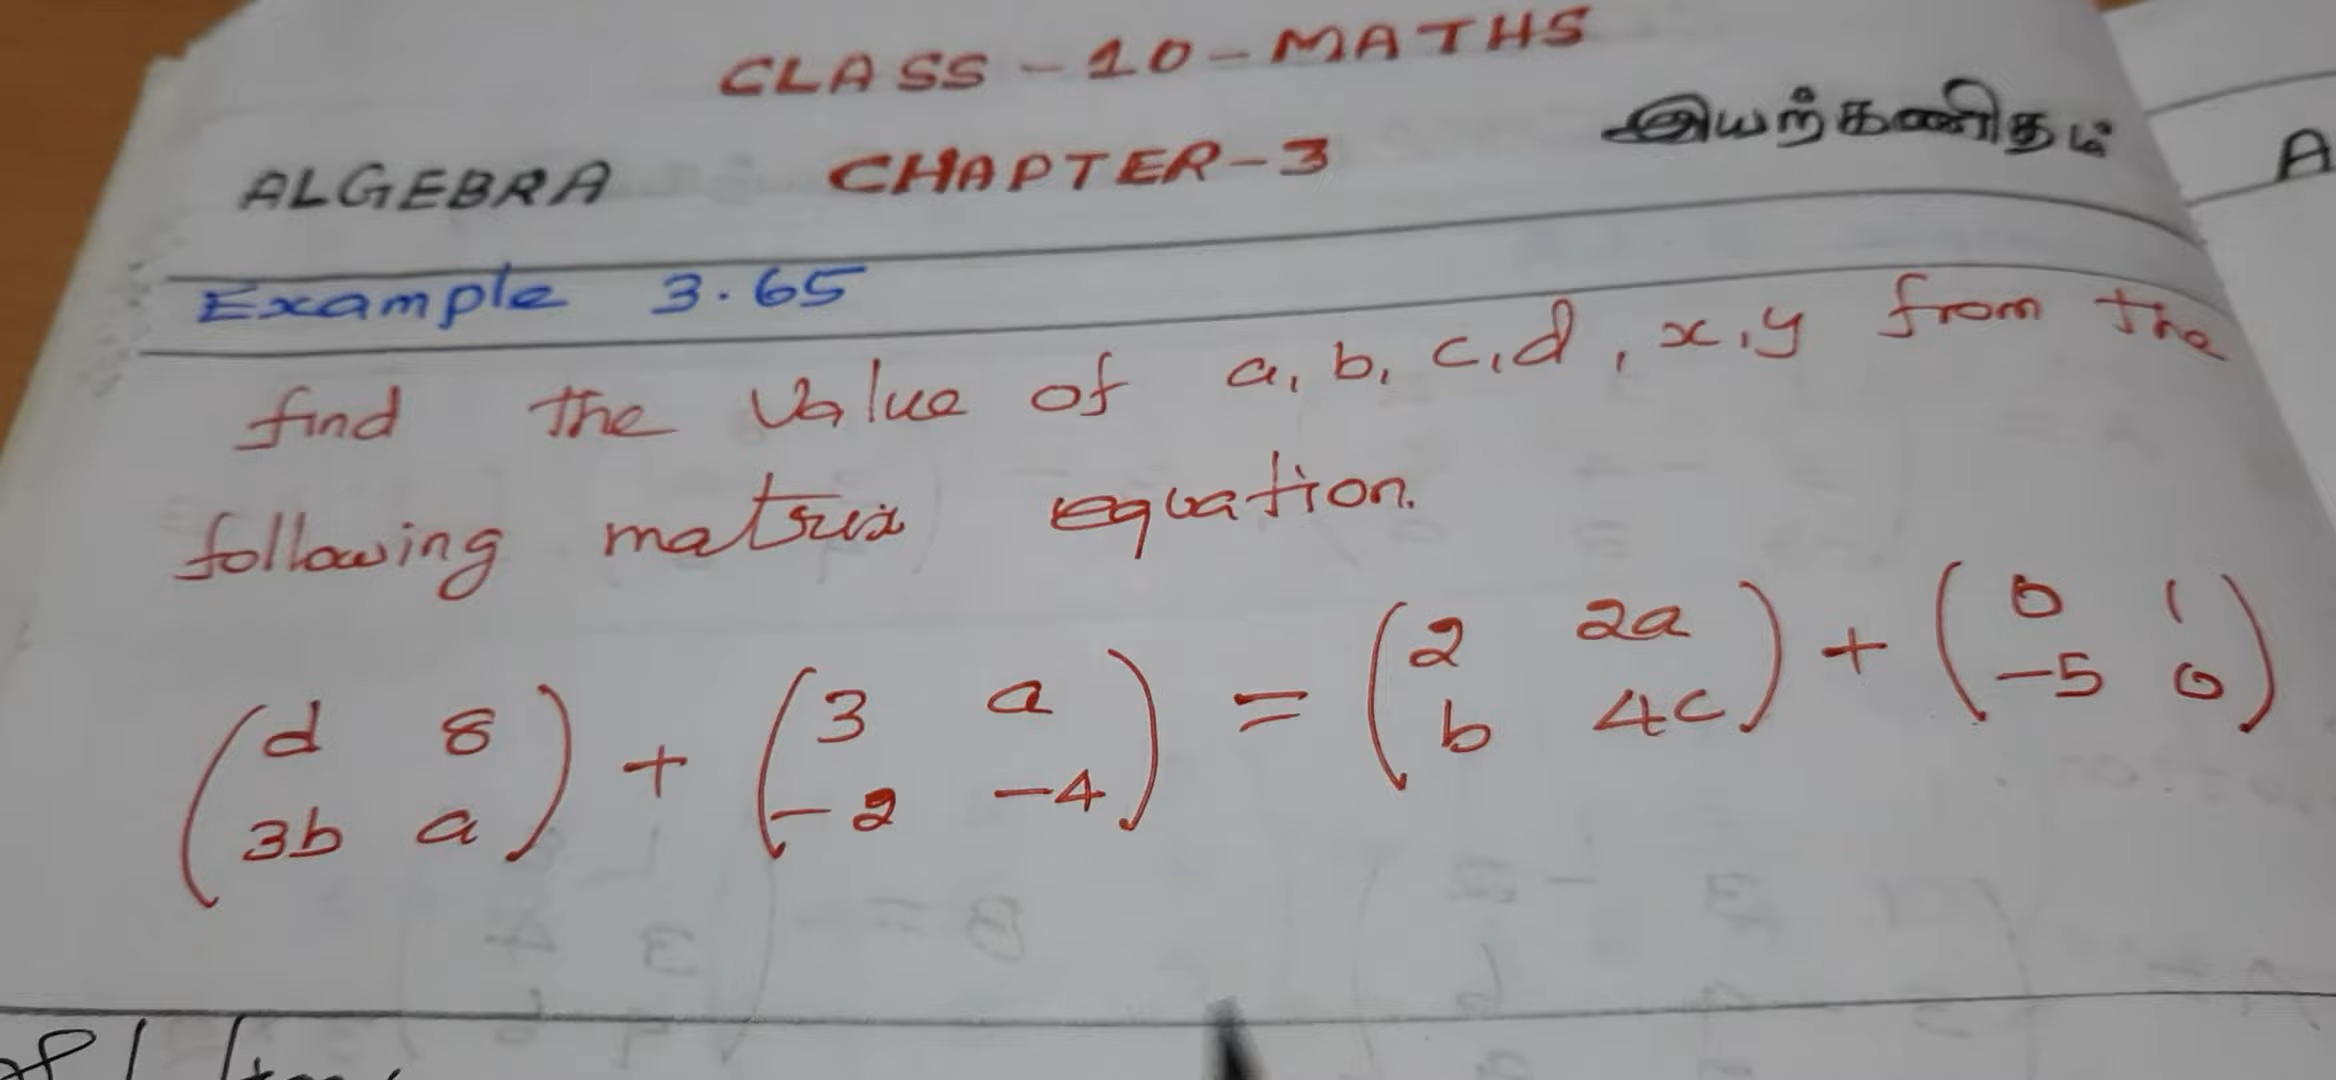 CLASS - 10 - MATHS
ALGEBRA CHAPTER-3 இயற்கணிதம்
A
Example 3.65
find the value of a, b, c, d, x, y from the
following matrix equation.
(d 8) + (3 a) = (2 2a) + (0 1)
(3b a) (-2 -4) (b 4c) (-5 0)